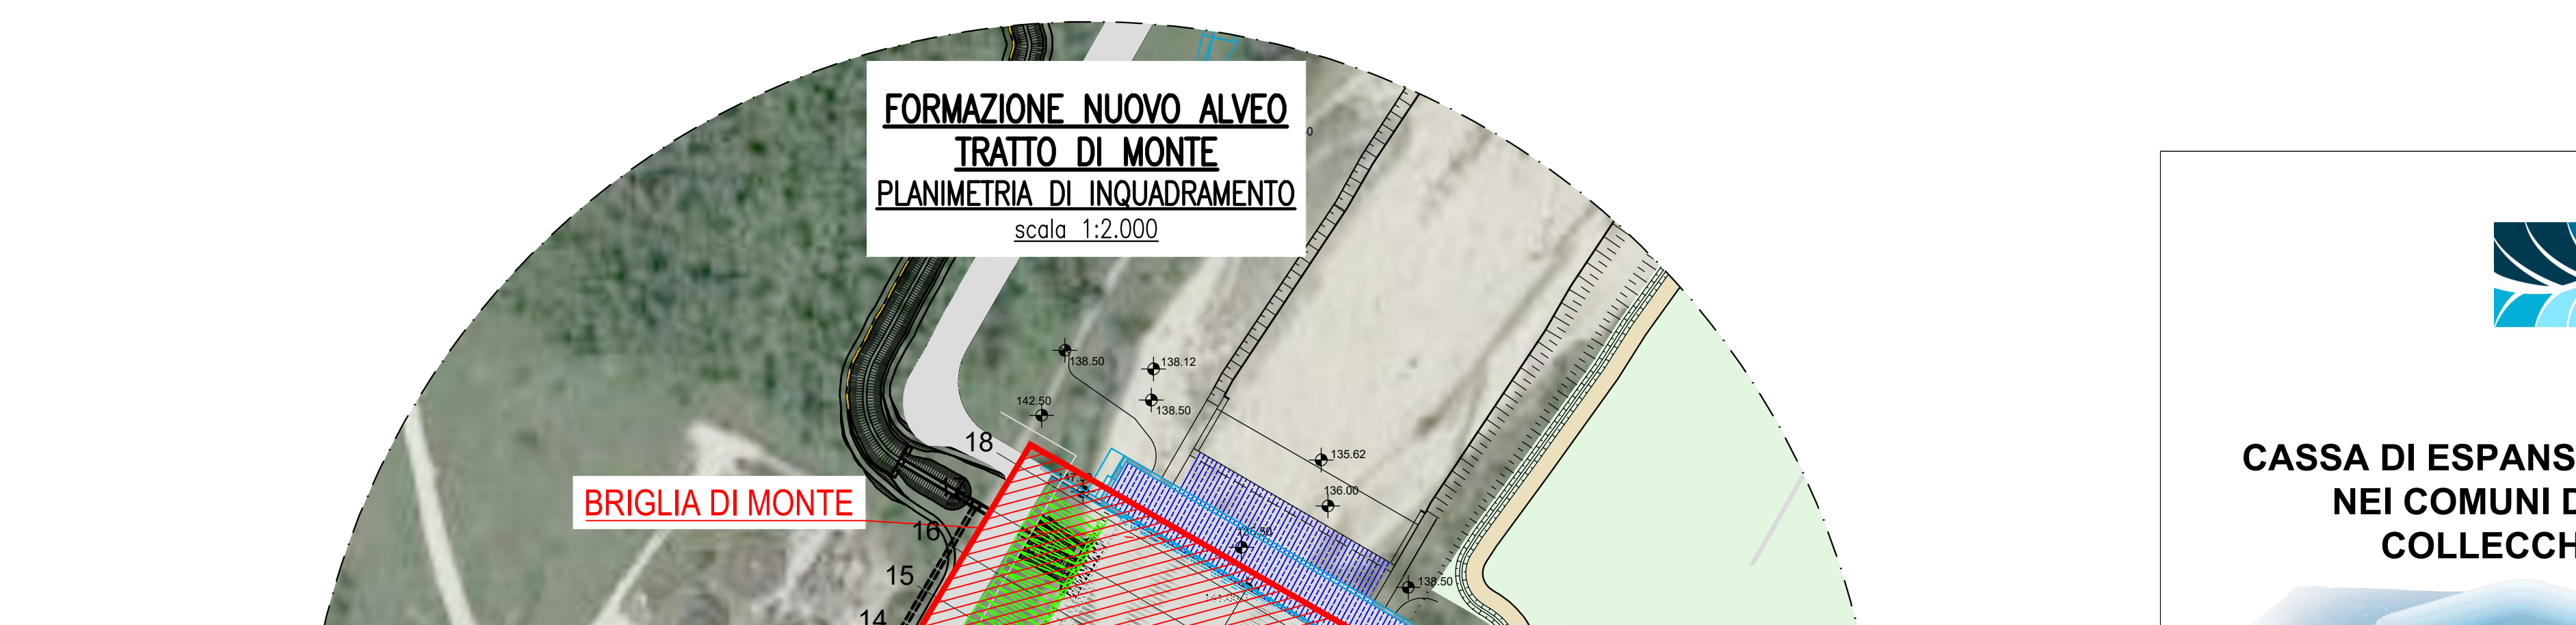 FORMAZIONE NUOVO ALVEO
TRATTO DI MONTE
PLANIMETRIA DI INQUADRAMENTO
scala 1:2.000
138.50
138.12
138.50
142.50
18
135.62
136.00
BRIGLIA DI MONTE
16
15
138.50
14
CASSA DI ESPANS
NEI COMUNI D
COLLECCH